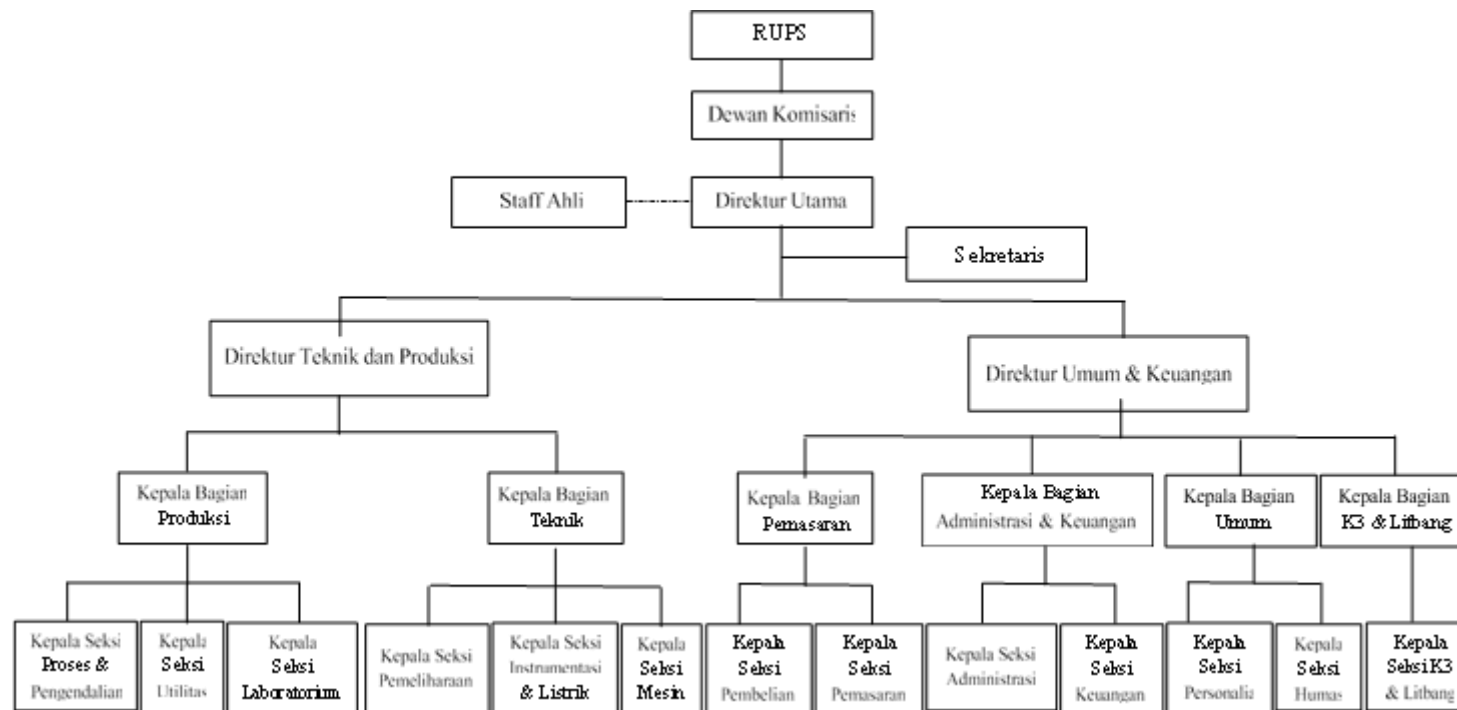 RUPS
Dewan Komisaris
Staff Ahli
Direktur Utama
Sekretaris
Direktur Teknik dan Produksi
Direktur Umum & Keuangan
Kepala Bagian
Produksi
Kepala Bagian
Teknik
Kepala Bagian
Pemasaran
Kepala Bagian
Administrasi & Keuangan
Kepala Bagian
Umum
Kepala Bagian
K3 & Litbang
Kepala Seksi
Proses &
Pengendalian
Kepala
Seksi
Utilitas
Kepala
Seksi
Laboratorium
Kepala Seksi
Pemeliharaan
Kepala Seksi
Instrumentasi
& Listrik
Kepala
Seksi
Mesin
Kepala
Seksi
Pembelian
Kepala
Seksi
Pemasaran
Kepala Seksi
Administrasi
Kepala
Seksi
Keuangan
Kepala
Seksi
Personalia
Kepala
Seksi
Humas
Kepala
Seksi K3
& Litbang